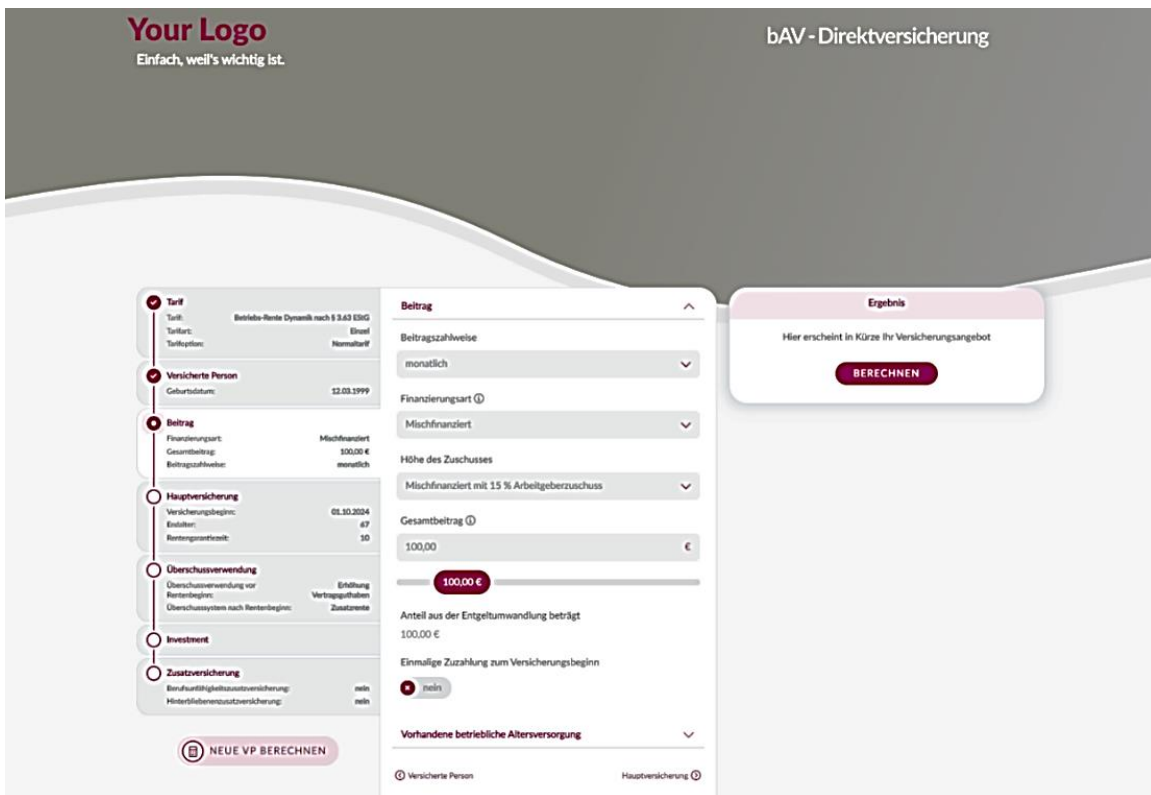 Your Logo
Einfach, weil's wichtig ist.
bAV - Direktversicherung
Tarif
Tarif: Betriebs-Rente Dynamik nach § 3.63 EStG
Tarifart: Einzel
Tarifoption: Normaltarif
Versicherte Person
Geburtsdatum: 12.03.1999
Beitrag
Finanzierungsart: Mischfinanziert
Gesamtbeitrag: 100,00 €
Beitragszahlweise: monatlich
Hauptversicherung
Versicherungsbeginn: 01.10.2024
Endalter: 67
Rentengarantiezeit: 10
Überschussverwendung
Überschussverwendung vor Erhöhung
Rentenbeginn: Vertragsguthaben
Überschusssystem nach Rentenbeginn: Zusatzrente
Investment
Zusatzversicherung
Berufsunfähigkeitszusatzversicherung: nein
Hinterbliebenenzusatzversicherung: nein
NEUE VP BERECHNEN
Beitrag
Beitragszahlweise
monatlich
Finanzierungsart
Mischfinanziert
Höhe des Zuschusses
Mischfinanziert mit 15 % Arbeitgeberzuschuss
Gesamtbeitrag
100,00 €
100,00 €
Anteil aus der Entgeltumwandlung beträgt
100,00 €
Einmalige Zuzahlung zum Versicherungsbeginn
nein
Vorhandene betriebliche Altersversorgung
Versicherte Person Hauptversicherung
Ergebnis
Hier erscheint in Kürze Ihr Versicherungsangebot
BERECHNEN